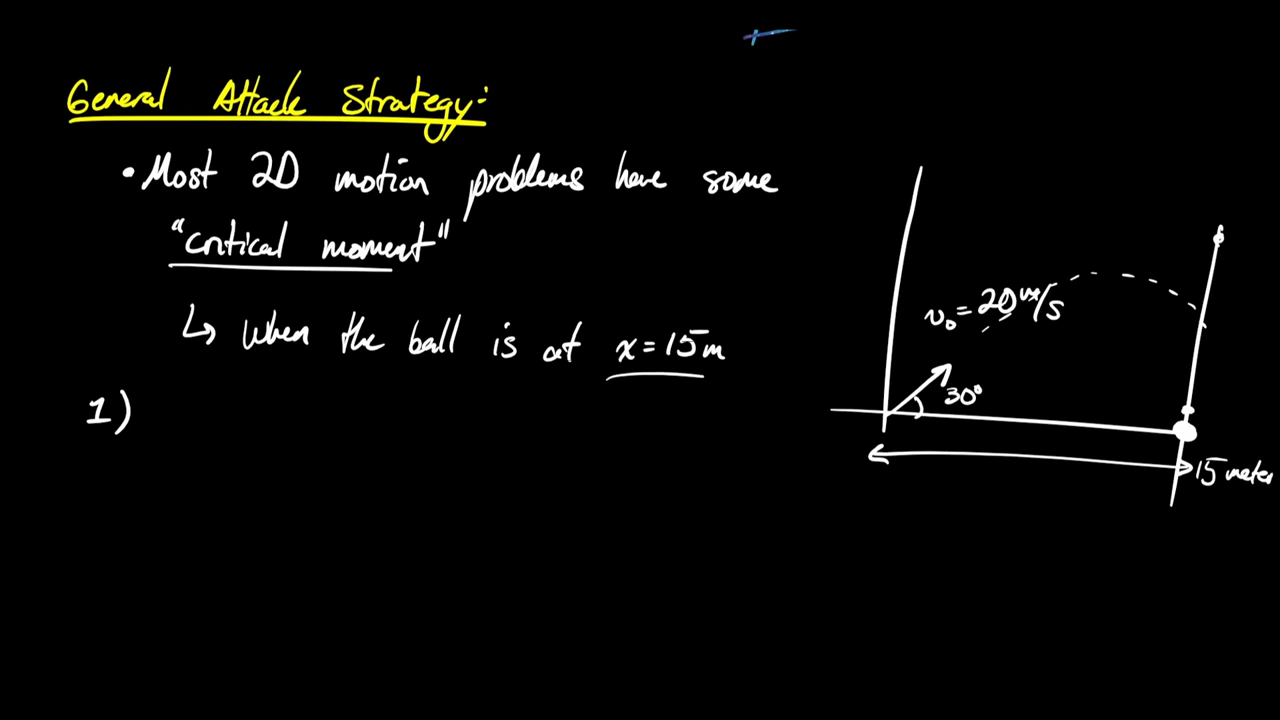 General Attack Strategy:
• Most 2D motion problems have some
"critical moment"
↳ when the ball is at x = 15m
1)
v₀ = 20 m/s
30°
15 meter